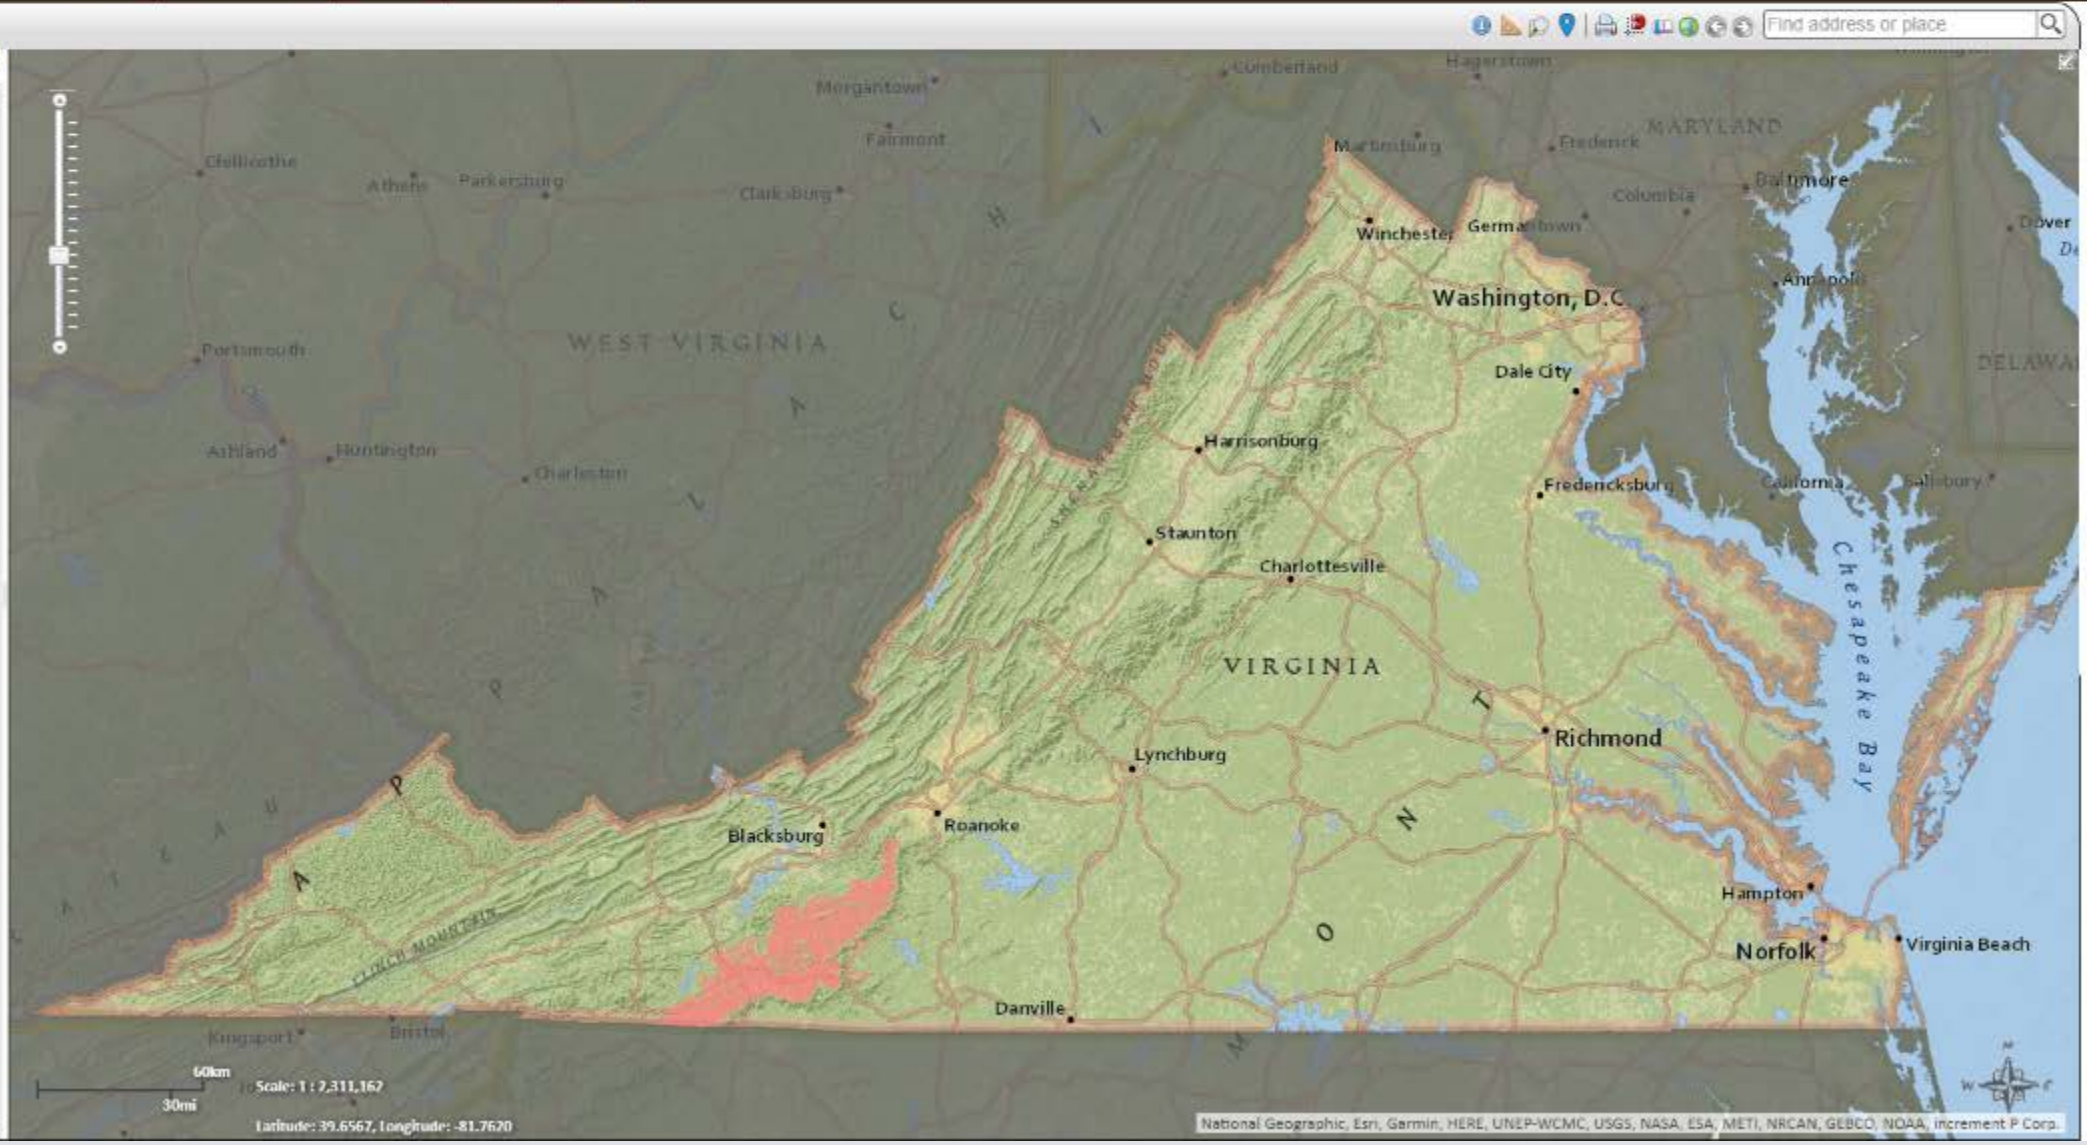 Find address or place
Cumberland
Hagerstown
Morgantown
Fairmont
Martinsburg
Frederick
MARYLAND
Chillicothe
Athens
Parkersburg
Clarksburg
Columbia
Baltimore
Winchester
Germantown
Dover
De
Annapolis
Washington, D.C
WEST VIRGINIA
Portsmouth
DELAWA
Dale City
Ashland
Huntington
Harrisonburg
Charleston
Fredericksburg
California
Salisbury
Staunton
Charlottesville
Chesapeake Bay
VIRGINIA
Richmond
Lynchburg
Blacksburg
Roanoke
Hampton
CLINCH MOUNTAIN
Norfolk
Virginia Beach
Danville
Kingsport
Bristol
A P P A L A C H I
A T E A U
M O N T
N
W E
60km
30mi
Scale: 1 : 2,311,162
Latitude: 39.6567, Longitude: -81.7620
National Geographic, Esri, Garmin, HERE, UNEP-WCMC, USGS, NASA, ESA, METI, NRCAN, GEBCO, NOAA, increment P Corp.